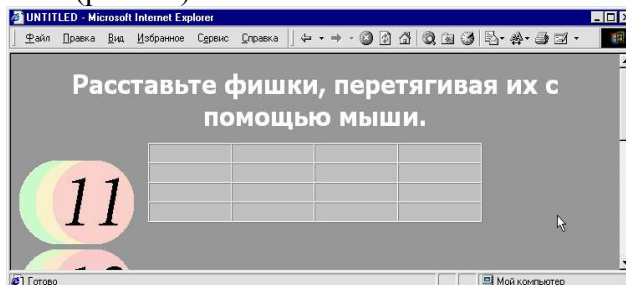 UNTITLED - Microsoft Internet Explorer
Файл Правка Вид Избранное Сервис Справка
Расставьте фишки, перетягивая их с
помощью мыши.
11
Готово Мой компьютер